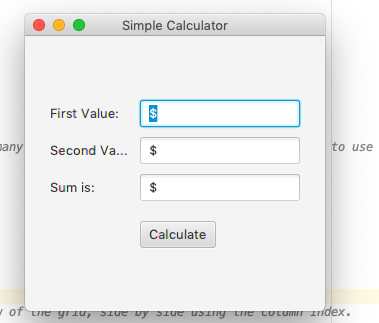 Simple Calculator
First Value: $
many
Second Va... $
to use
Sum is: $
Calculate
of the grid, side by side using the column index.